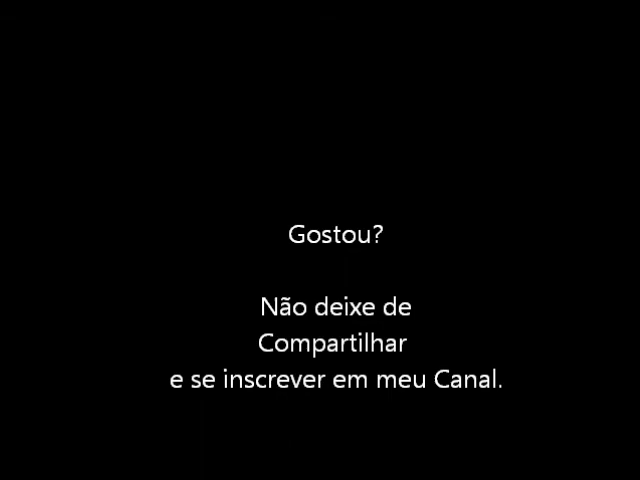 Gostou?
Não deixe de
Compartilhar
e se inscrever em meu Canal.